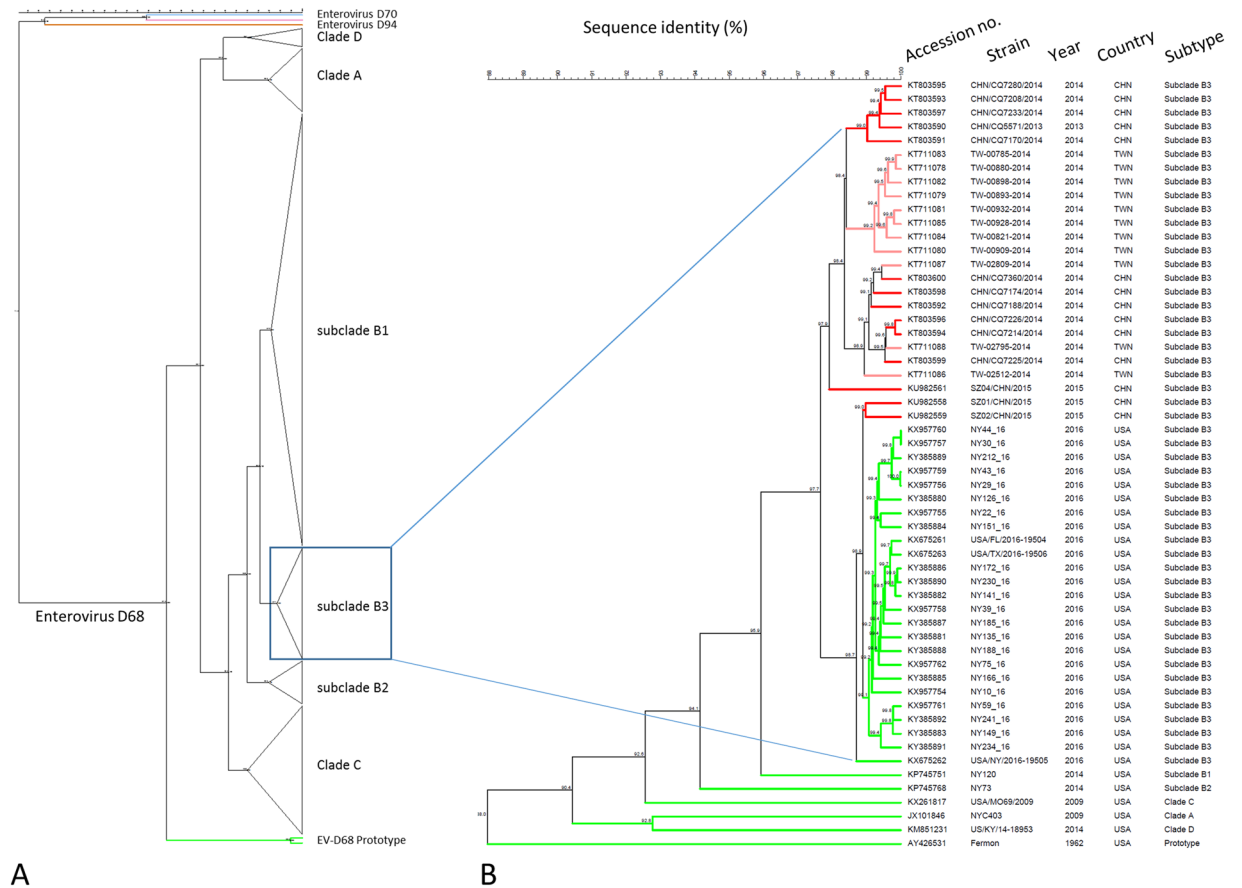 Enterovirus D70
Enterovirus D94
Clade D
Clade A
subclade B1
Enterovirus D68
subclade B3
subclade B2
Clade C
EV-D68 Prototype
A
Sequence identity (%)
Accession no. Strain Year Country Subtype
KT803595 CHN/CQ7280/2014 2014 CHN Subclade B3
KT803593 CHN/CQ7208/2014 2014 CHN Subclade B3
KT803597 CHN/CQ7233/2014 2014 CHN Subclade B3
KT803590 CHN/CQ5571/2013 2013 CHN Subclade B3
KT803591 CHN/CQ7170/2014 2014 CHN Subclade B3
KT711083 TW-00785-2014 2014 TWN Subclade B3
KT711078 TW-00880-2014 2014 TWN Subclade B3
KT711082 TW-00898-2014 2014 TWN Subclade B3
KT711079 TW-00893-2014 2014 TWN Subclade B3
KT711081 TW-00932-2014 2014 TWN Subclade B3
KT711085 TW-00928-2014 2014 TWN Subclade B3
KT711084 TW-00821-2014 2014 TWN Subclade B3
KT711080 TW-00909-2014 2014 TWN Subclade B3
KT711087 TW-02809-2014 2014 TWN Subclade B3
KT803600 CHN/CQ7360/2014 2014 CHN Subclade B3
KT803598 CHN/CQ7174/2014 2014 CHN Subclade B3
KT803592 CHN/CQ7188/2014 2014 CHN Subclade B3
KT803596 CHN/CQ7226/2014 2014 CHN Subclade B3
KT803594 CHN/CQ7214/2014 2014 CHN Subclade B3
KT711088 TW-02795-2014 2014 TWN Subclade B3
KT803599 CHN/CQ7225/2014 2014 CHN Subclade B3
KT711086 TW-02512-2014 2014 TWN Subclade B3
KU982561 SZ04/CHN/2015 2015 CHN Subclade B3
KU982558 SZ01/CHN/2015 2015 CHN Subclade B3
KU982559 SZ02/CHN/2015 2015 CHN Subclade B3
KX957760 NY44_16 2016 USA Subclade B3
KX957757 NY30_16 2016 USA Subclade B3
KY385889 NY212_16 2016 USA Subclade B3
KX957759 NY43_16 2016 USA Subclade B3
KX957756 NY29_16 2016 USA Subclade B3
KY385880 NY126_16 2016 USA Subclade B3
KX957755 NY22_16 2016 USA Subclade B3
KY385884 NY151_16 2016 USA Subclade B3
KX675261 USA/FL/2016-19504 2016 USA Subclade B3
KX675263 USA/TX/2016-19506 2016 USA Subclade B3
KY385886 NY172_16 2016 USA Subclade B3
KY385890 NY230_16 2016 USA Subclade B3
KY385882 NY141_16 2016 USA Subclade B3
KX957758 NY39_16 2016 USA Subclade B3
KY385887 NY185_16 2016 USA Subclade B3
KY385881 NY135_16 2016 USA Subclade B3
KY385888 NY188_16 2016 USA Subclade B3
KX957762 NY75_16 2016 USA Subclade B3
KY385885 NY166_16 2016 USA Subclade B3
KX957754 NY10_16 2016 USA Subclade B3
KX957761 NY59_16 2016 USA Subclade B3
KY385892 NY241_16 2016 USA Subclade B3
KY385883 NY149_16 2016 USA Subclade B3
KY385891 NY234_16 2016 USA Subclade B3
KX675262 USA/NY/2016-19505 2016 USA Subclade B3
KP745751 NY120 2014 USA Subclade B1
KP745768 NY73 2014 USA Subclade B2
KX261817 USA/MO69/2009 2009 USA Clade C
JX101846 NYC403 2009 USA Clade A
KM851231 US/KY/14-18953 2014 USA Clade D
AY426531 Fermon 1962 USA Prototype
B